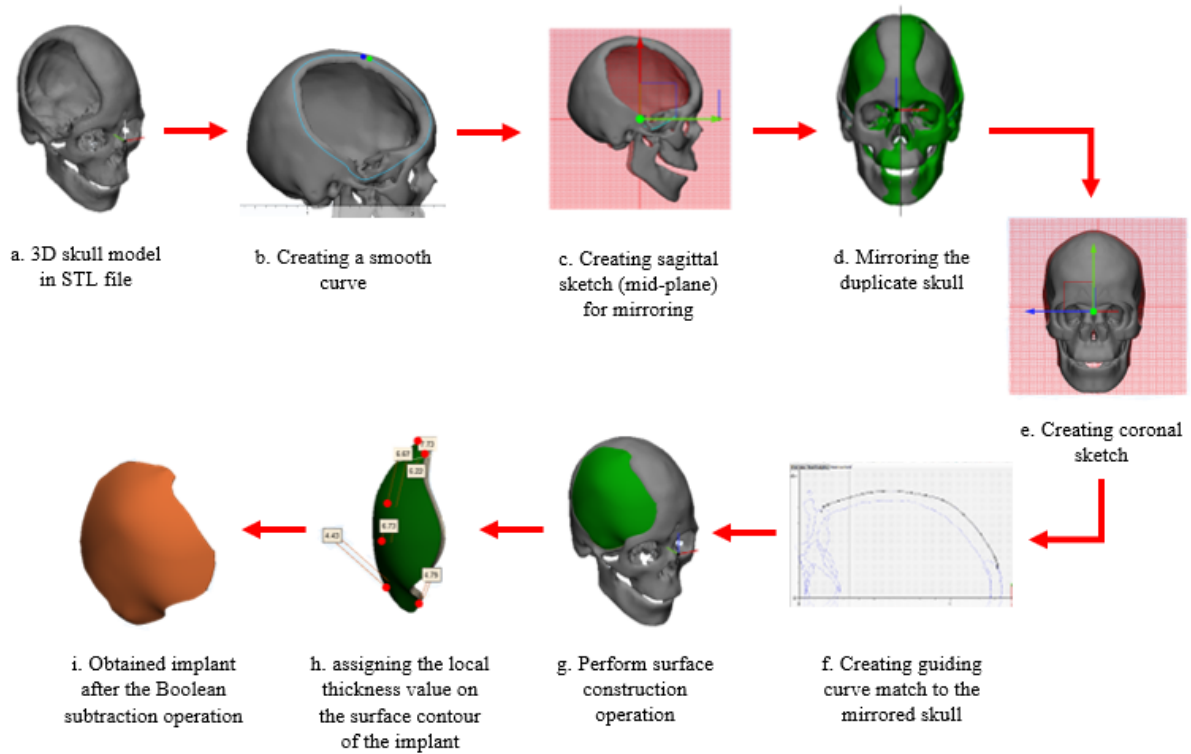 a. 3D skull model
in STL file
b. Creating a smooth
curve
c. Creating sagittal
sketch (mid-plane)
for mirroring
d. Mirroring the
duplicate skull
e. Creating coronal
sketch
f. Creating guiding
curve match to the
mirrored skull
g. Perform surface
construction
operation
h. assigning the local
thickness value on
the surface contour
of the implant
7.73
6.67
6.73
4.43
4.79
i. Obtained implant
after the Boolean
subtraction operation